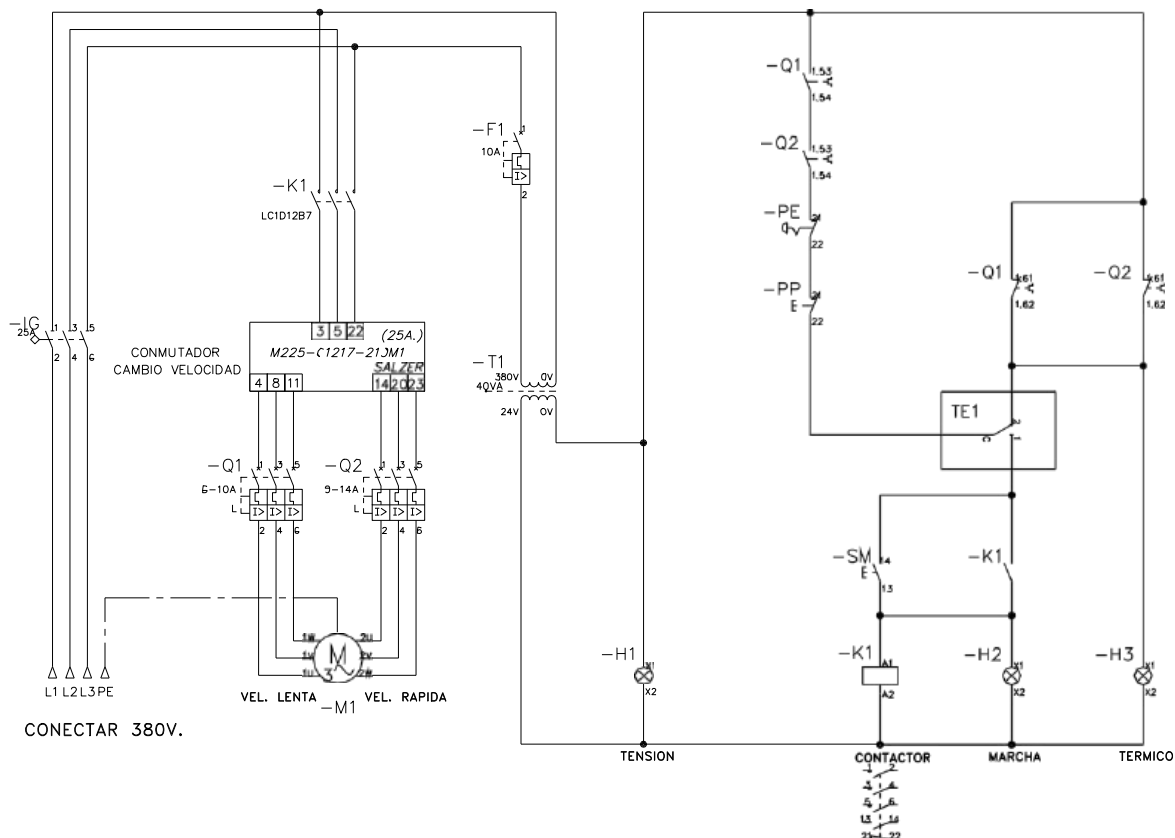 -Q1
1.53
1.54
-F1
1
10A
2
-Q2
1.53
1.54
-K1
LC1D12B7
-PE
21
22
-Q1
.61
1.62
-Q2
.61
1.62
-PP
E
21
22
-IG
25A
1 3 5
2 4 6
3 5 22
(25A.)
CONMUTADOR
CAMBIO VELOCIDAD
M225-C1217-21JM1
SALZER
4 8 11
14 20 23
-T1
380V 0V
40VA
24V 0V
TE1
2
C 1
-Q1
1 3 5
6-10A
L
I> I> I>
2 4 6
-Q2
1 3 5
9-14A
L
I> I> I>
2 4 6
-SM
E
14
13
-K1
1W 2U
1V M 2V
1U 3 2W
-H1
X1
X2
-K1
A1
A2
-H2
X1
X2
-H3
X1
X2
L1 L2 L3 PE
VEL. LENTA
VEL. RAPIDA
-M1
CONECTAR 380V.
TENSION
CONTACTOR
MARCHA
TERMICO
1 2
3 4
5 6
13 14
21 22